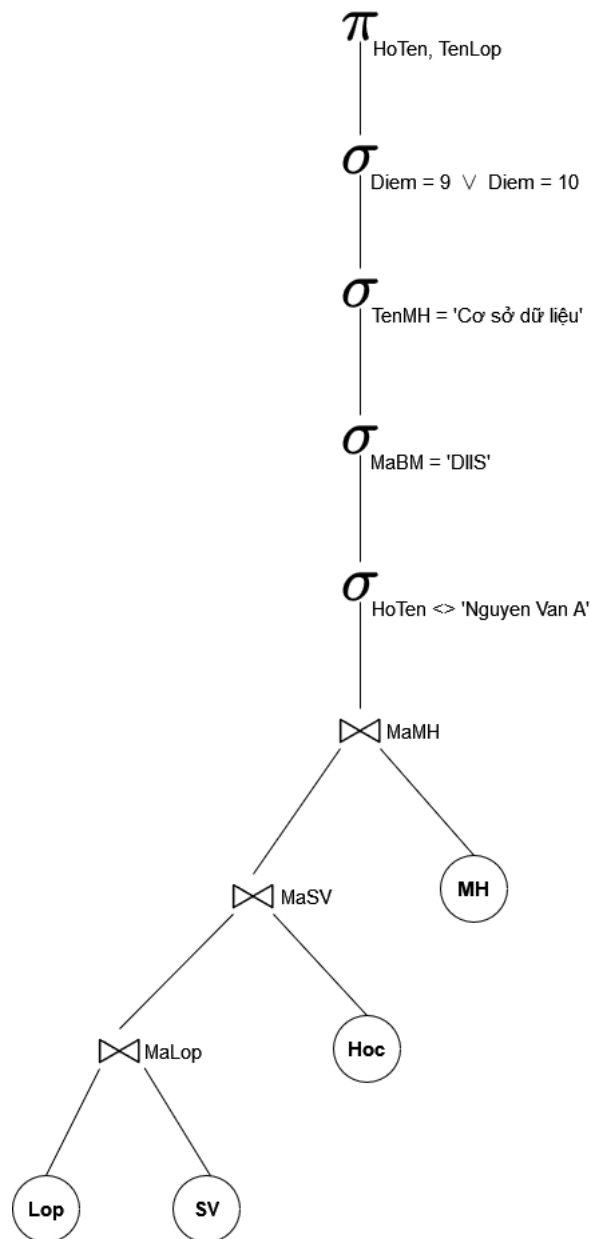 π HoTen, TenLop
σ Diem = 9 ∨ Diem = 10
σ TenMH = 'Cơ sở dữ liệu'
σ MaBM = 'DIIS'
σ HoTen <> 'Nguyen Van A'
⋈ MaMH
MH
⋈ MaSV
Hoc
⋈ MaLop
Lop
SV